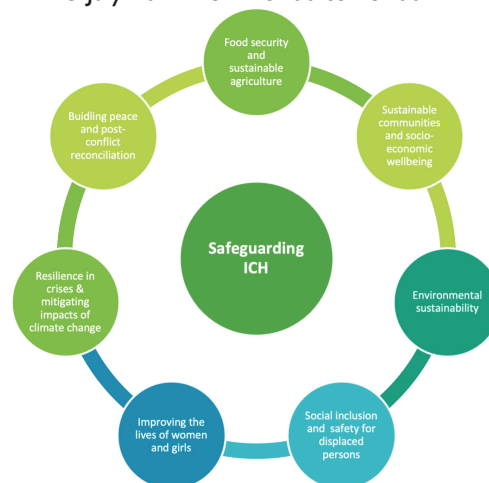 Food security
and
sustainable
agriculture
Sustainable
communities
and socio-
economic
wellbeing
Environmental
sustainability
Social inclusion
and safety for
displaced
persons
Improving the
lives of women
and girls
Resilience in
crises &
mitigating
impacts of
climate change
Buidling peace
and post-
conflict
reconciliation
Safeguarding
ICH